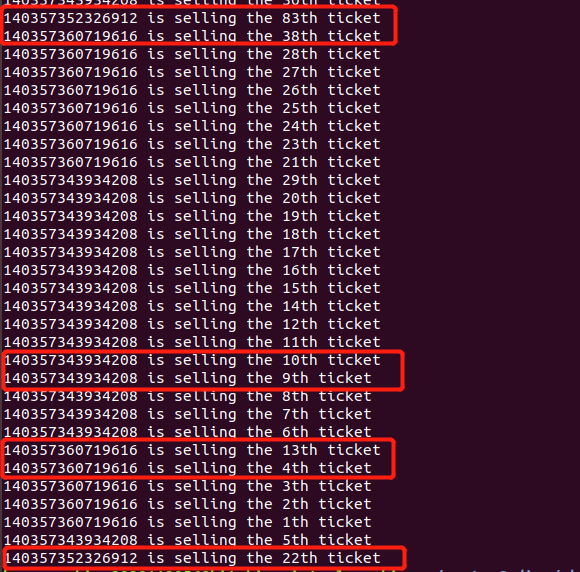 140357352326912 is selling the 83th ticket
140357360719616 is selling the 38th ticket
140357360719616 is selling the 28th ticket
140357360719616 is selling the 27th ticket
140357360719616 is selling the 26th ticket
140357360719616 is selling the 25th ticket
140357360719616 is selling the 24th ticket
140357360719616 is selling the 23th ticket
140357360719616 is selling the 21th ticket
140357343934208 is selling the 29th ticket
140357343934208 is selling the 20th ticket
140357343934208 is selling the 19th ticket
140357343934208 is selling the 18th ticket
140357343934208 is selling the 17th ticket
140357343934208 is selling the 16th ticket
140357343934208 is selling the 15th ticket
140357343934208 is selling the 14th ticket
140357343934208 is selling the 12th ticket
140357343934208 is selling the 11th ticket
140357343934208 is selling the 10th ticket
140357343934208 is selling the 9th ticket
140357343934208 is selling the 8th ticket
140357343934208 is selling the 7th ticket
140357343934208 is selling the 6th ticket
140357360719616 is selling the 13th ticket
140357360719616 is selling the 4th ticket
140357360719616 is selling the 3th ticket
140357360719616 is selling the 2th ticket
140357360719616 is selling the 1th ticket
140357343934208 is selling the 5th ticket
140357352326912 is selling the 22th ticket